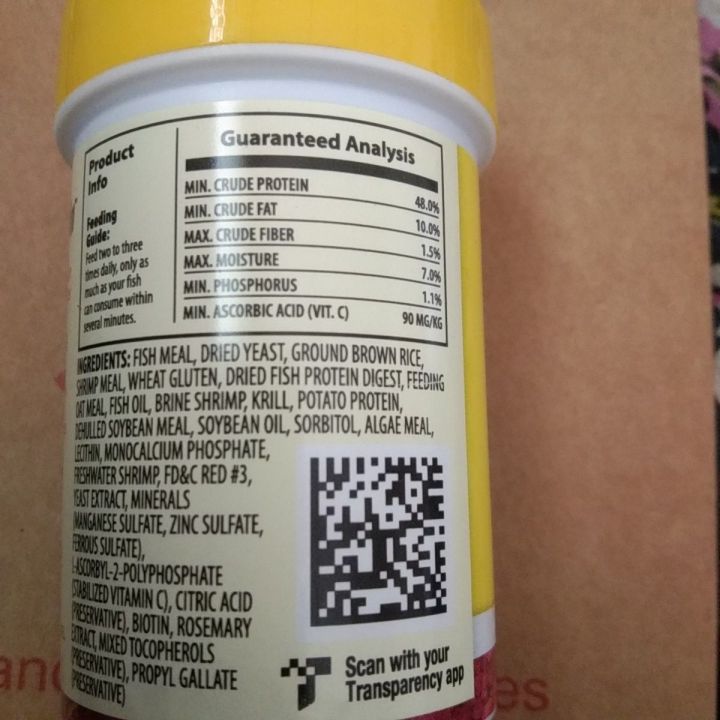 Product
Info
Feeding
Guide:
Feed two to three
times daily, only as
much as your fish
can consume within
several minutes.
Guaranteed Analysis
MIN. CRUDE PROTEIN 48.0%
MIN. CRUDE FAT 10.0%
MAX. CRUDE FIBER 1.5%
MAX. MOISTURE 7.0%
MIN. PHOSPHORUS 1.1%
MIN. ASCORBIC ACID (VIT. C) 90 MG/KG
INGREDIENTS: FISH MEAL, DRIED YEAST, GROUND BROWN RICE,
SHRIMP MEAL, WHEAT GLUTEN, DRIED FISH PROTEIN DIGEST, FEEDING
OAT MEAL, FISH OIL, BRINE SHRIMP, KRILL, POTATO PROTEIN,
DEHULLED SOYBEAN MEAL, SOYBEAN OIL, SORBITOL, ALGAE MEAL,
LECITHIN, MONOCALCIUM PHOSPHATE,
FRESHWATER SHRIMP, FD&C RED #3,
YEAST EXTRACT, MINERALS
(MANGANESE SULFATE, ZINC SULFATE,
FERROUS SULFATE),
L-ASCORBYL-2-POLYPHOSPHATE
(STABILIZED VITAMIN C), CITRIC ACID
(PRESERVATIVE), BIOTIN, ROSEMARY
EXTRACT, MIXED TOCOPHEROLS
(PRESERVATIVE), PROPYL GALLATE
(PRESERVATIVE)
Scan with your
Transparency app